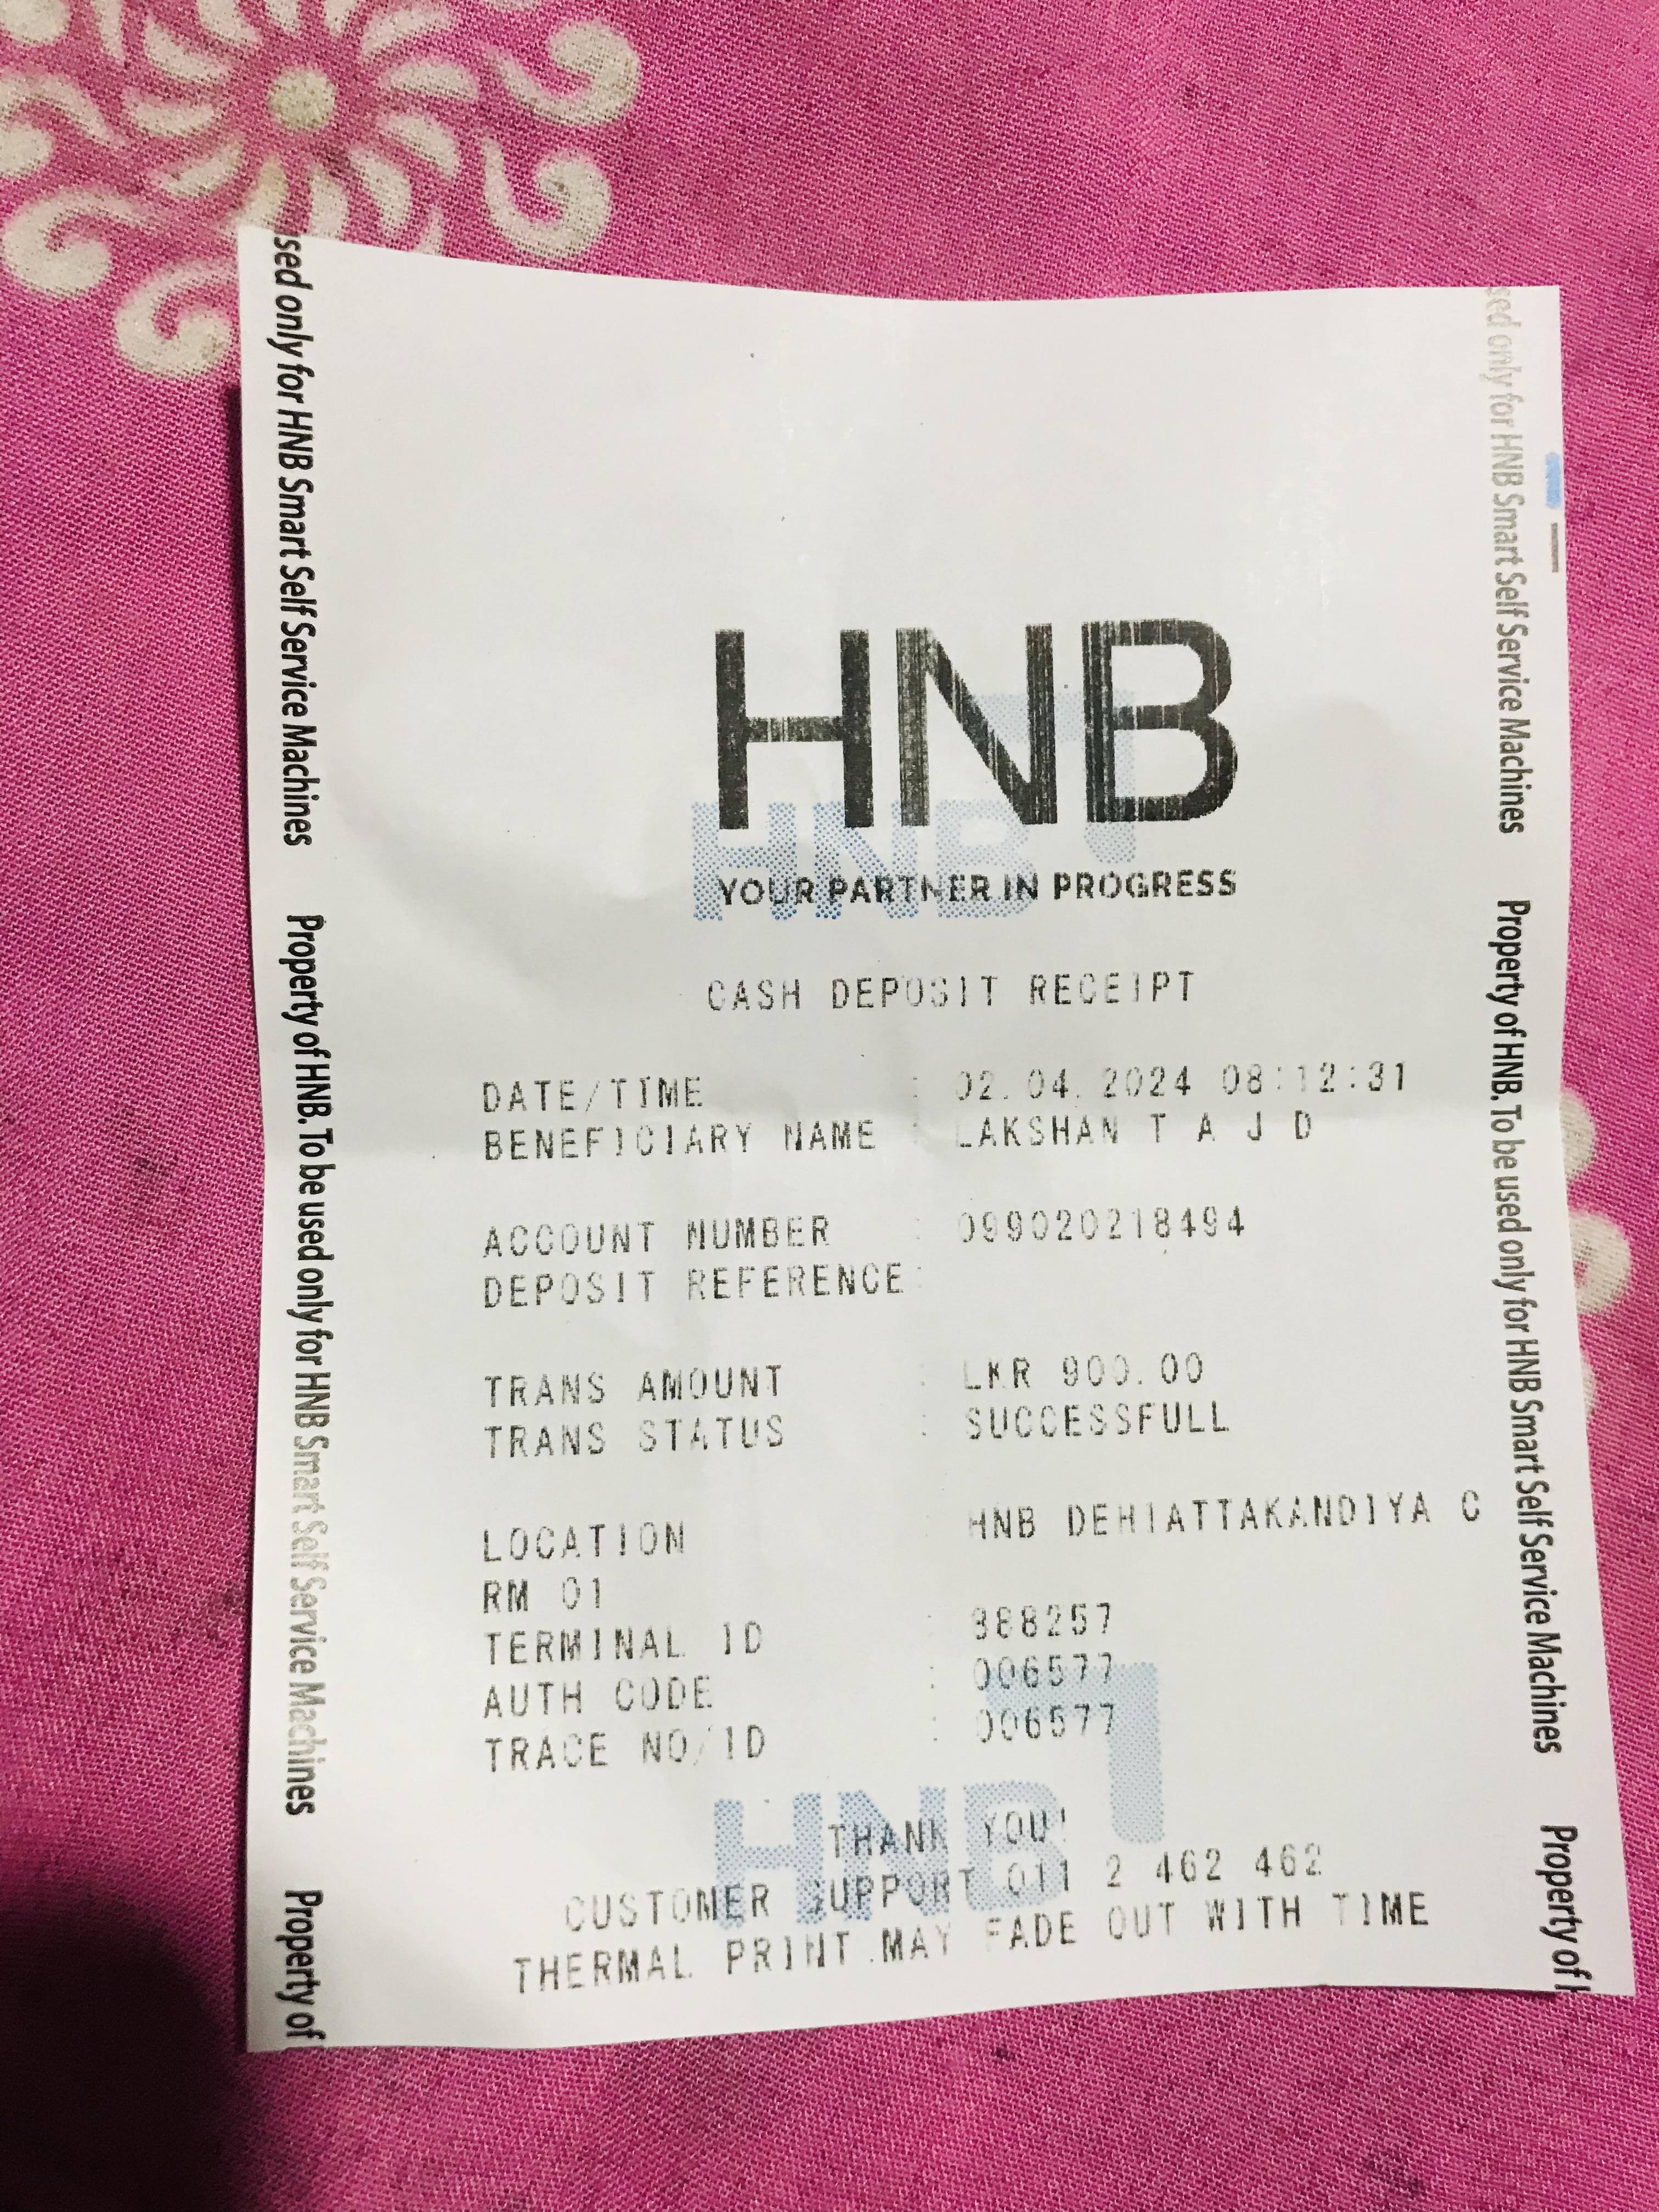 HNB
YOUR PARTNER IN PROGRESS
CASH DEPOSIT RECEIPT
DATE/TIME : 02.04.2024 08:12:31
BENEFICIARY NAME : LAKSHAN T A J D
ACCOUNT NUMBER : 099020218494
DEPOSIT REFERENCE:
TRANS AMOUNT : LKR 900.00
TRANS STATUS : SUCCESSFULL
LOCATION : HNB DEHIATTAKANDIYA C
RM 01
TERMINAL ID : 888257
AUTH CODE : 006577
TRACE NO/ID : 006577
THANK YOU!
CUSTOMER SUPPORT 011 2 462 462
THERMAL PRINT MAY FADE OUT WITH TIME
sed only for HNB Smart Self Service Machines Property of HNB. To be used only for HNB Smart Self Service Machines Property of
sed only for HNB Smart Self Service Machines Property of HNB. To be used only for HNB Smart Self Service Machines Property of
HNB
HNB